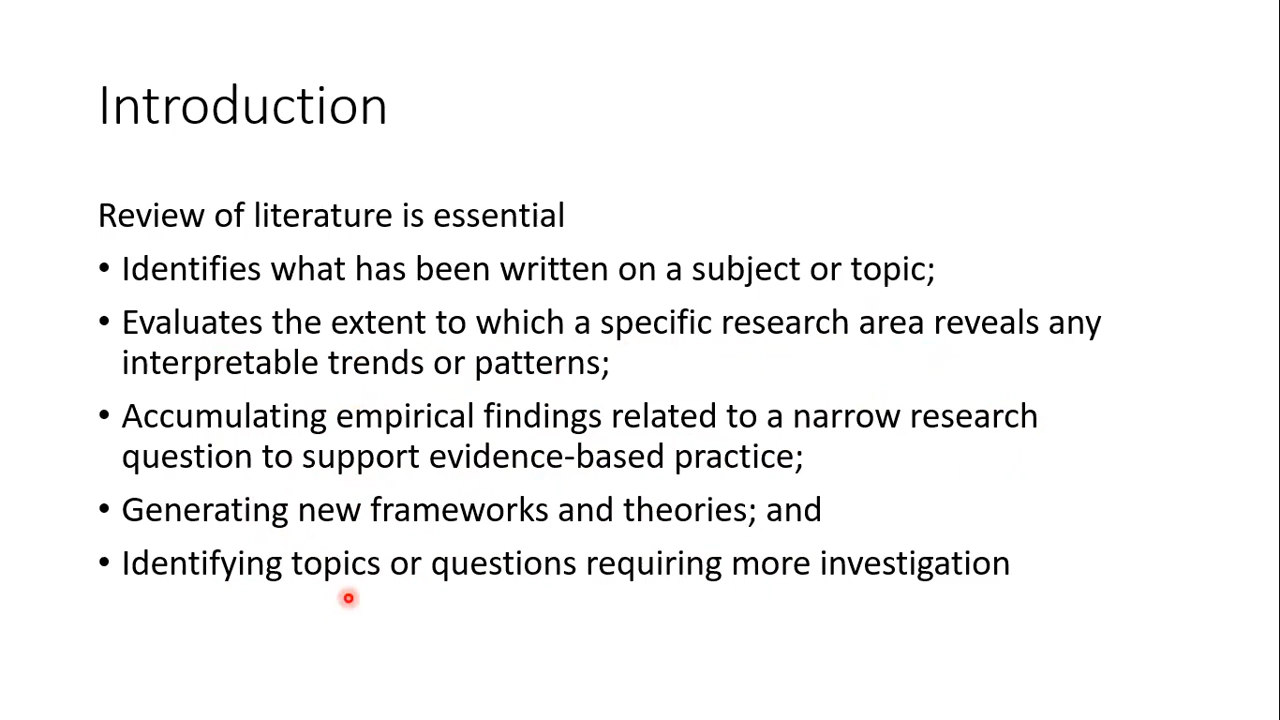 Introduction
Review of literature is essential
• Identifies what has been written on a subject or topic;
• Evaluates the extent to which a specific research area reveals any
interpretable trends or patterns;
• Accumulating empirical findings related to a narrow research
question to support evidence-based practice;
• Generating new frameworks and theories; and
• Identifying topics or questions requiring more investigation